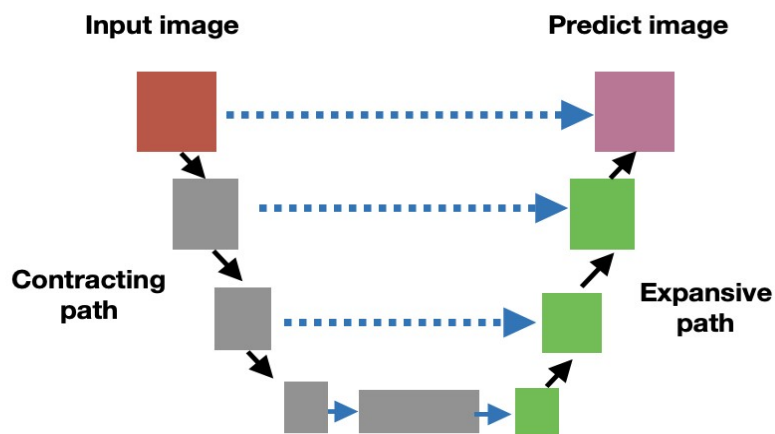 Input image
Predict image
Contracting
path
Expansive
path